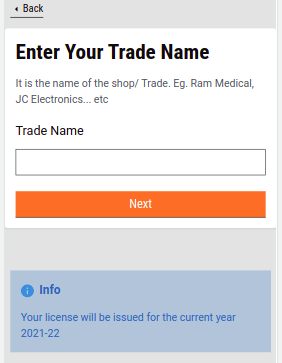 Back
Enter Your Trade Name
It is the name of the shop/ Trade. Eg. Ram Medical,
JC Electronics... etc
Trade Name
Next
Info
Your license will be issued for the current year
2021-22